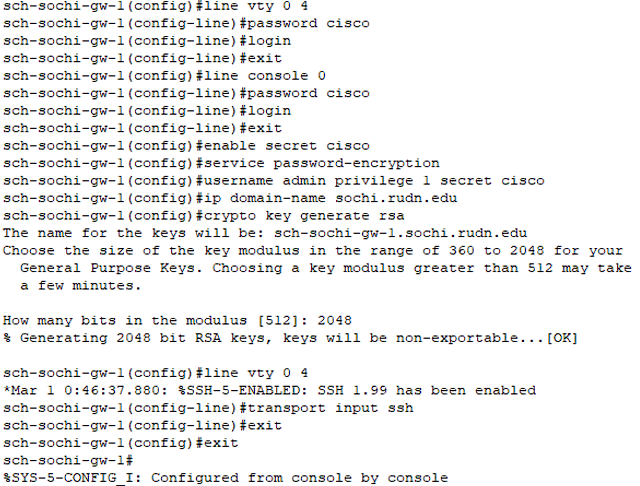 sch-sochi-gw-1(config)#line vty 0 4
sch-sochi-gw-1(config-line)#password cisco
sch-sochi-gw-1(config-line)#login
sch-sochi-gw-1(config-line)#exit
sch-sochi-gw-1(config)#line console 0
sch-sochi-gw-1(config-line)#password cisco
sch-sochi-gw-1(config-line)#login
sch-sochi-gw-1(config-line)#exit
sch-sochi-gw-1(config)#enable secret cisco
sch-sochi-gw-1(config)#service password-encryption
sch-sochi-gw-1(config)#username admin privilege 1 secret cisco
sch-sochi-gw-1(config)#ip domain-name sochi.rudn.edu
sch-sochi-gw-1(config)#crypto key generate rsa
The name for the keys will be: sch-sochi-gw-1.sochi.rudn.edu
Choose the size of the key modulus in the range of 360 to 2048 for your
General Purpose Keys. Choosing a key modulus greater than 512 may take
a few minutes.
How many bits in the modulus [512]: 2048
% Generating 2048 bit RSA keys, keys will be non-exportable...[OK]
sch-sochi-gw-1(config)#line vty 0 4
*Mar 1 0:46:37.880: %SSH-5-ENABLED: SSH 1.99 has been enabled
sch-sochi-gw-1(config-line)#transport input ssh
sch-sochi-gw-1(config-line)#exit
sch-sochi-gw-1(config)#exit
sch-sochi-gw-1#
%SYS-5-CONFIG_I: Configured from console by console